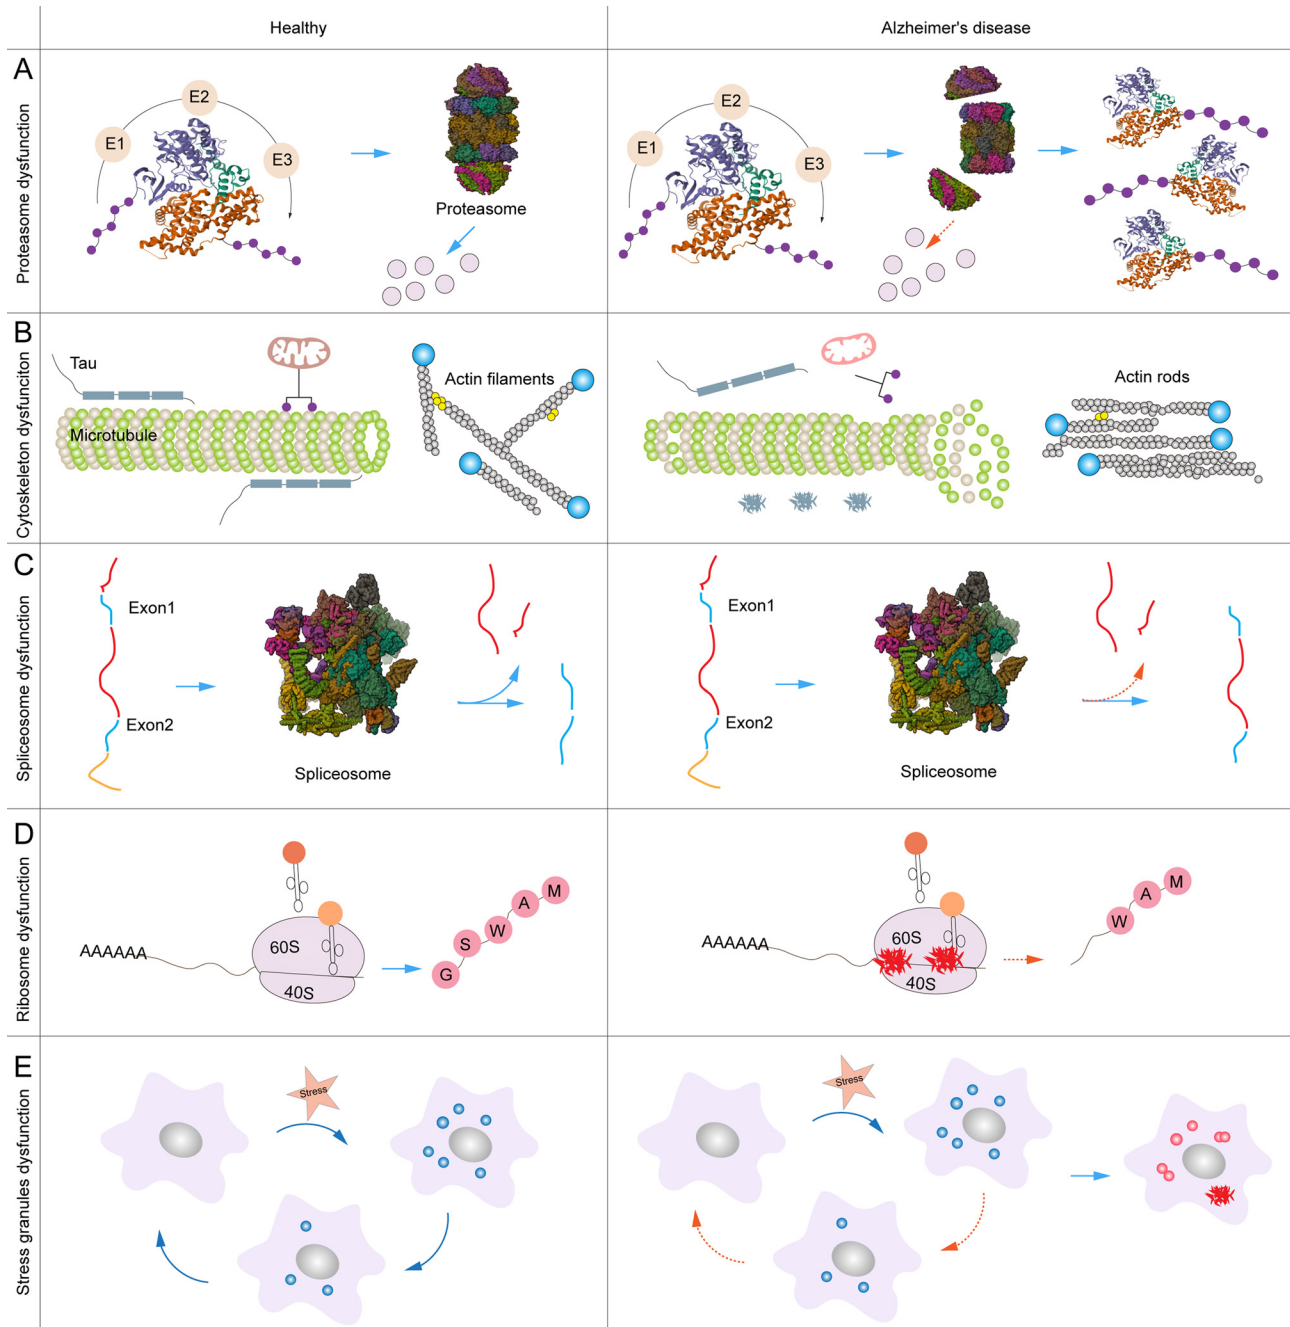 Healthy
Alzheimer's disease
A
Proteasome dysfunction
E1
E2
E3
Proteasome
E1
E2
E3
B
Cytoskeleton dysfunciton
Tau
Microtubule
Actin filaments
Actin rods
C
Spliceosome dysfunction
Exon1
Exon2
Spliceosome
Exon1
Exon2
Spliceosome
D
Ribosome dysfunction
AAAAAA
60S
40S
G
S
W
A
M
AAAAAA
60S
40S
W
A
M
E
Stress granules dysfunction
Stress
Stress